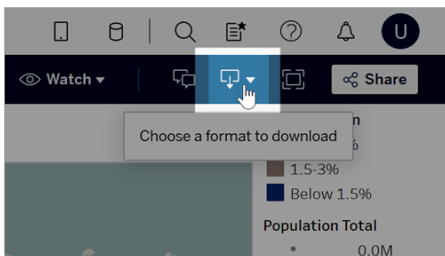 U
Watch
Share
Choose a format to download
n
%
1.5-3%
Below 1.5%
Population Total
0.0M